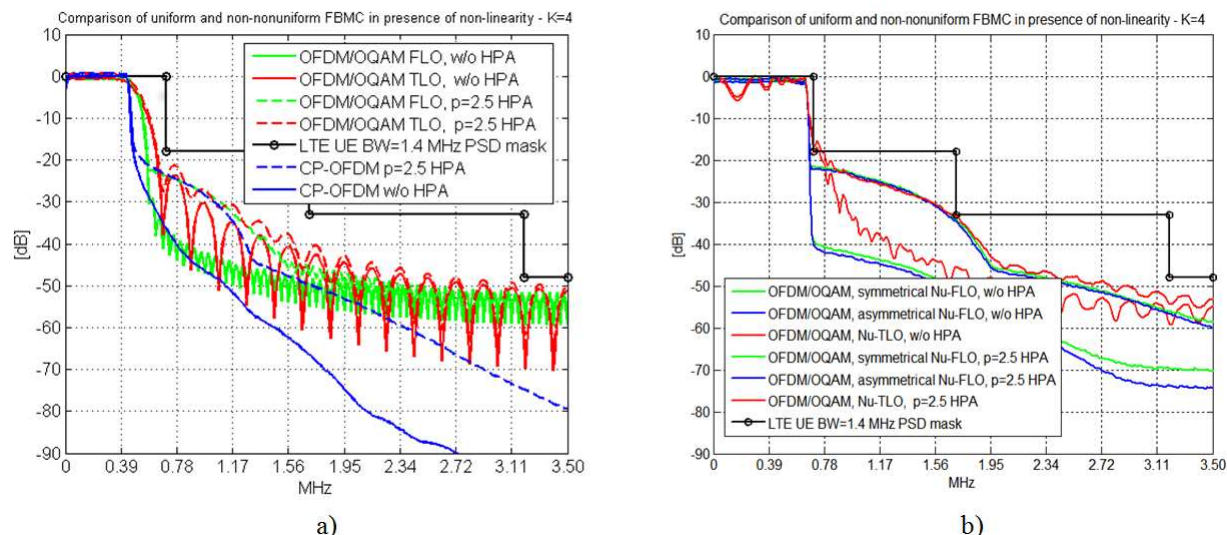 Comparison of uniform and non-nonuniform FBMC in presence of non-linearity - K=4
OFDM/OQAM FLO, w/o HPA
OFDM/OQAM TLO, w/o HPA
OFDM/OQAM FLO, p=2.5 HPA
OFDM/OQAM TLO, p=2.5 HPA
LTE UE BW=1.4 MHz PSD mask
CP-OFDM p=2.5 HPA
CP-OFDM w/o HPA
[dB]
10
0
-10
-20
-30
-40
-50
-60
-70
-80
-90
0 0.39 0.78 1.17 1.56 1.95 2.34 2.72 3.11 3.50
MHz
a)
Comparison of uniform and non-nonuniform FBMC in presence of non-linearity - K=4
[dB]
10
0
-10
-20
-30
-40
-50
-60
-70
-80
-90
OFDM/OQAM, symmetrical Nu-FLO, w/o HPA
OFDM/OQAM, asymmetrical Nu-FLO, w/o HPA
OFDM/OQAM, Nu-TLO, w/o HPA
OFDM/OQAM, symmetrical Nu-FLO, p=2.5 HPA
OFDM/OQAM, asymmetrical Nu-FLO, p=2.5 HPA
OFDM/OQAM, Nu-TLO, p=2.5 HPA
LTE UE BW=1.4 MHz PSD mask
0 0.39 0.78 1.17 1.56 1.95 2.34 2.72 3.11 3.50
MHz
b)